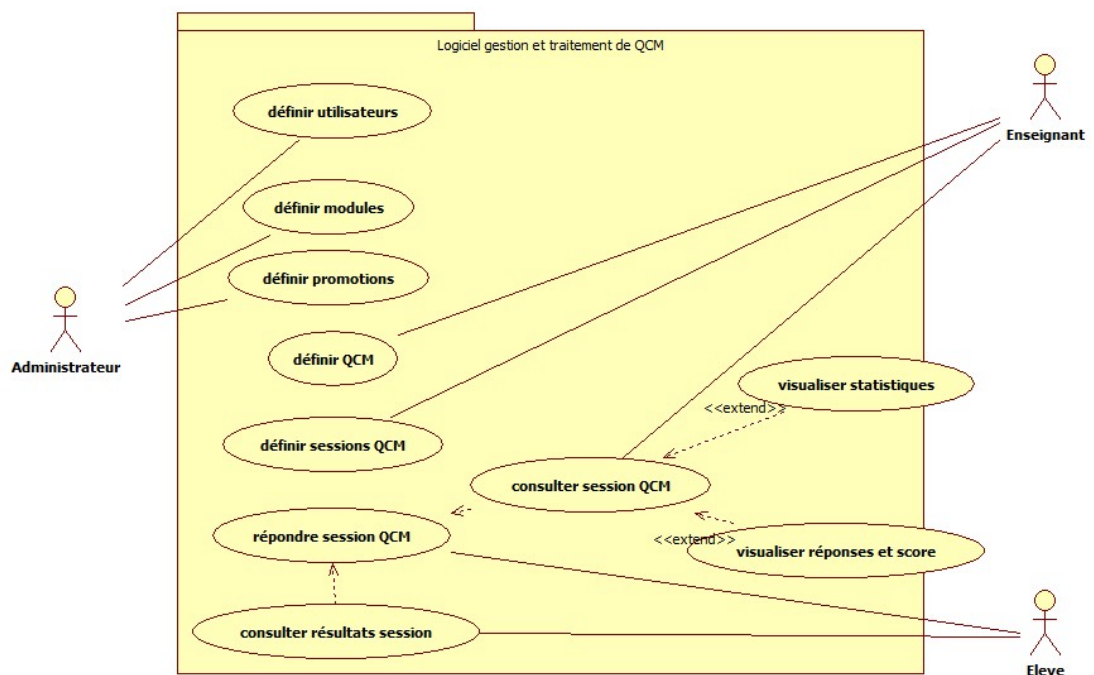 Logiciel gestion et traitement de QCM
définir utilisateurs
Enseignant
définir modules
définir promotions
Administrateur
définir QCM
visualiser statistiques
<<extend>>
définir sessions QCM
consulter session QCM
répondre session QCM
<<extend>>
visualiser réponses et score
consulter résultats session
Eleve